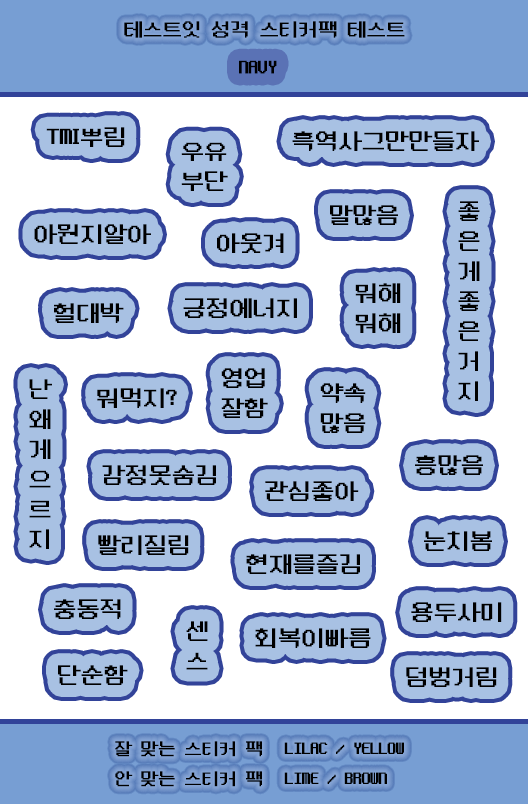 테스트잇 성격 스티커팩 테스트
NAVY
TMI뿌림
우유
부단
흑역사그만만들자
말많음
좋은게좋은거지
아뭔지알아
아웃겨
헐대박
긍정에너지
뭐해
뭐해
난왜게으르지
뭐먹지?
영업
잘함
약속
많음
감정못숨김
관심좋아
흥많음
빨리질림
현재를즐김
눈치봄
충동적
센스
회복이빠름
용두사미
단순함
덤벙거림
잘 맞는 스티커 팩 LILAC / YELLOW
안 맞는 스티커 팩 LIME / BROWN